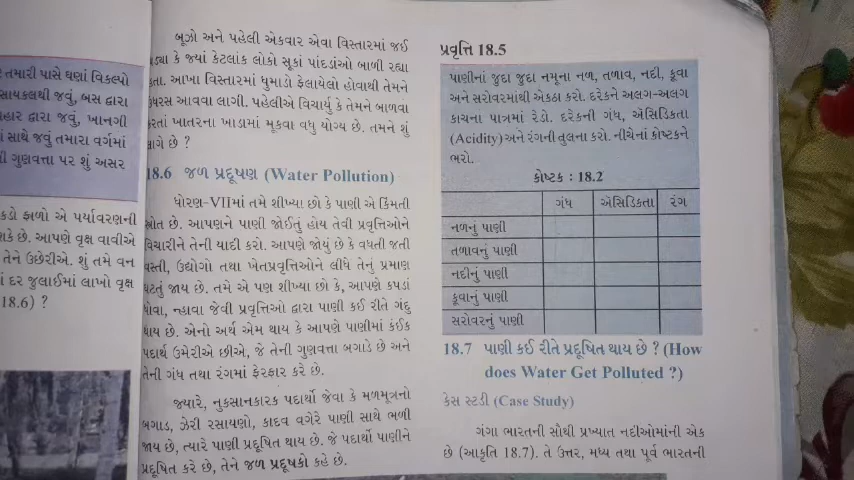 તમારી પાસે ઘણાં વિકલ્પો
સાયકલથી જવું, બસ દ્વારા
દ્વારા જવું, ખાનગી
સાથે જવું તમારા વર્ગમાં
ગુણવત્તા પર શું અસર
ફાળો એ પર્યાવરણની
શકે છે. આપણે વૃક્ષ વાવીએ
તેને ઉછેરીએ. શું તમે વન
દર જુલાઈમાં લાખો વૃક્ષ
18.6) ?
બૂઝો અને પહેલી એકવાર એવા વિસ્તારમાં જઈ
કે જ્યાં કેટલાંક લોકો સૂકાં પાંદડાંઓ બાળી રહ્યા
હતા. આખા વિસ્તારમાં ધુમાડો ફેલાયેલો હોવાથી તેમને
આવવા લાગી. પહેલીએ વિચાર્યું કે તેમને બાળવા
કરતાં ખાતરના ખાડામાં મૂકવા વધુ યોગ્ય છે. તમને શું
લાગે છે ?
18.6 જળ પ્રદૂષણ (Water Pollution)
ધોરણ-VIIમાં તમે શીખ્યા છો કે પાણી એ કિંમતી
સ્રોત છે. આપણને પાણી જોઈતું હોય તેવી પ્રવૃત્તિઓને
વિચારીને તેની યાદી કરો. આપણે જોયું છે કે વધતી જતી
વસ્તી, ઉદ્યોગો તથા ખેતપ્રવૃત્તિઓને લીધે તેનું પ્રમાણ
ઘટતું જાય છે. તમે એ પણ શીખ્યા છો કે, આપણે કપડાં
ધોવા, ન્હાવા જેવી પ્રવૃત્તિઓ દ્વારા પાણી કઈ રીતે ગંદુ
થાય છે. એનો અર્થ એમ થાય કે આપણે પાણીમાં કંઈક
પદાર્થ ઉમેરીએ છીએ, જે તેની ગુણવત્તા બગાડે છે અને
તેની ગંધ તથા રંગમાં ફેરફાર કરે છે.
જ્યારે, નુકસાનકારક પદાર્થો જેવા કે મળમૂત્રનો
બગાડ, ઝેરી રસાયણો, કાદવ વગેરે પાણી સાથે ભળી
જાય છે, ત્યારે પાણી પ્રદૂષિત થાય છે. જે પદાર્થો પાણીને
પ્રદૂષિત કરે છે, તેને જળ પ્રદૂષકો કહે છે.
પ્રવૃત્તિ 18.5
પાણીનાં જુદા જુદા નમૂના નળ, તળાવ, નદી, કૂવા
અને સરોવરમાંથી એકઠા કરો. દરેકને અલગ-અલગ
કાચના પાત્રમાં રેડો. દરેકની ગંધ, ઍસિડિકતા
(Acidity) અને રંગની તુલના કરો. નીચેનાં કોષ્ટકને
ભરો.
કોષ્ટક : 18.2
ગંધ ઍસિડિકતા રંગ
નળનું પાણી
તળાવનું પાણી
નદીનું પાણી
કૂવાનું પાણી
સરોવરનું પાણી
18.7 પાણી કઈ રીતે પ્રદૂષિત થાય છે ? (How
does Water Get Polluted ?)
કેસ સ્ટડી (Case Study)
ગંગા ભારતની સૌથી પ્રખ્યાત નદીઓમાંની એક
છે (આકૃતિ 18.7). તે ઉત્તર, મધ્ય તથા પૂર્વ ભારતની